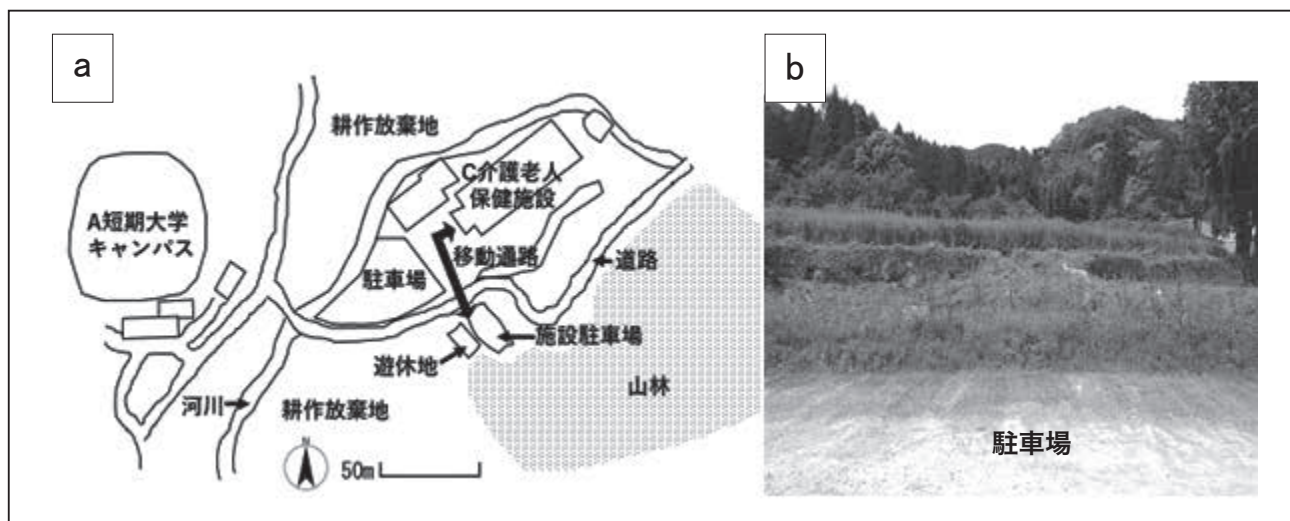 a
耕作放棄地
C介護老人
保健施設
A短期大学
キャンパス
移動通路
道路
駐車場
施設駐車場
遊休地
山林
河川
耕作放棄地
N
50m
b
駐車場